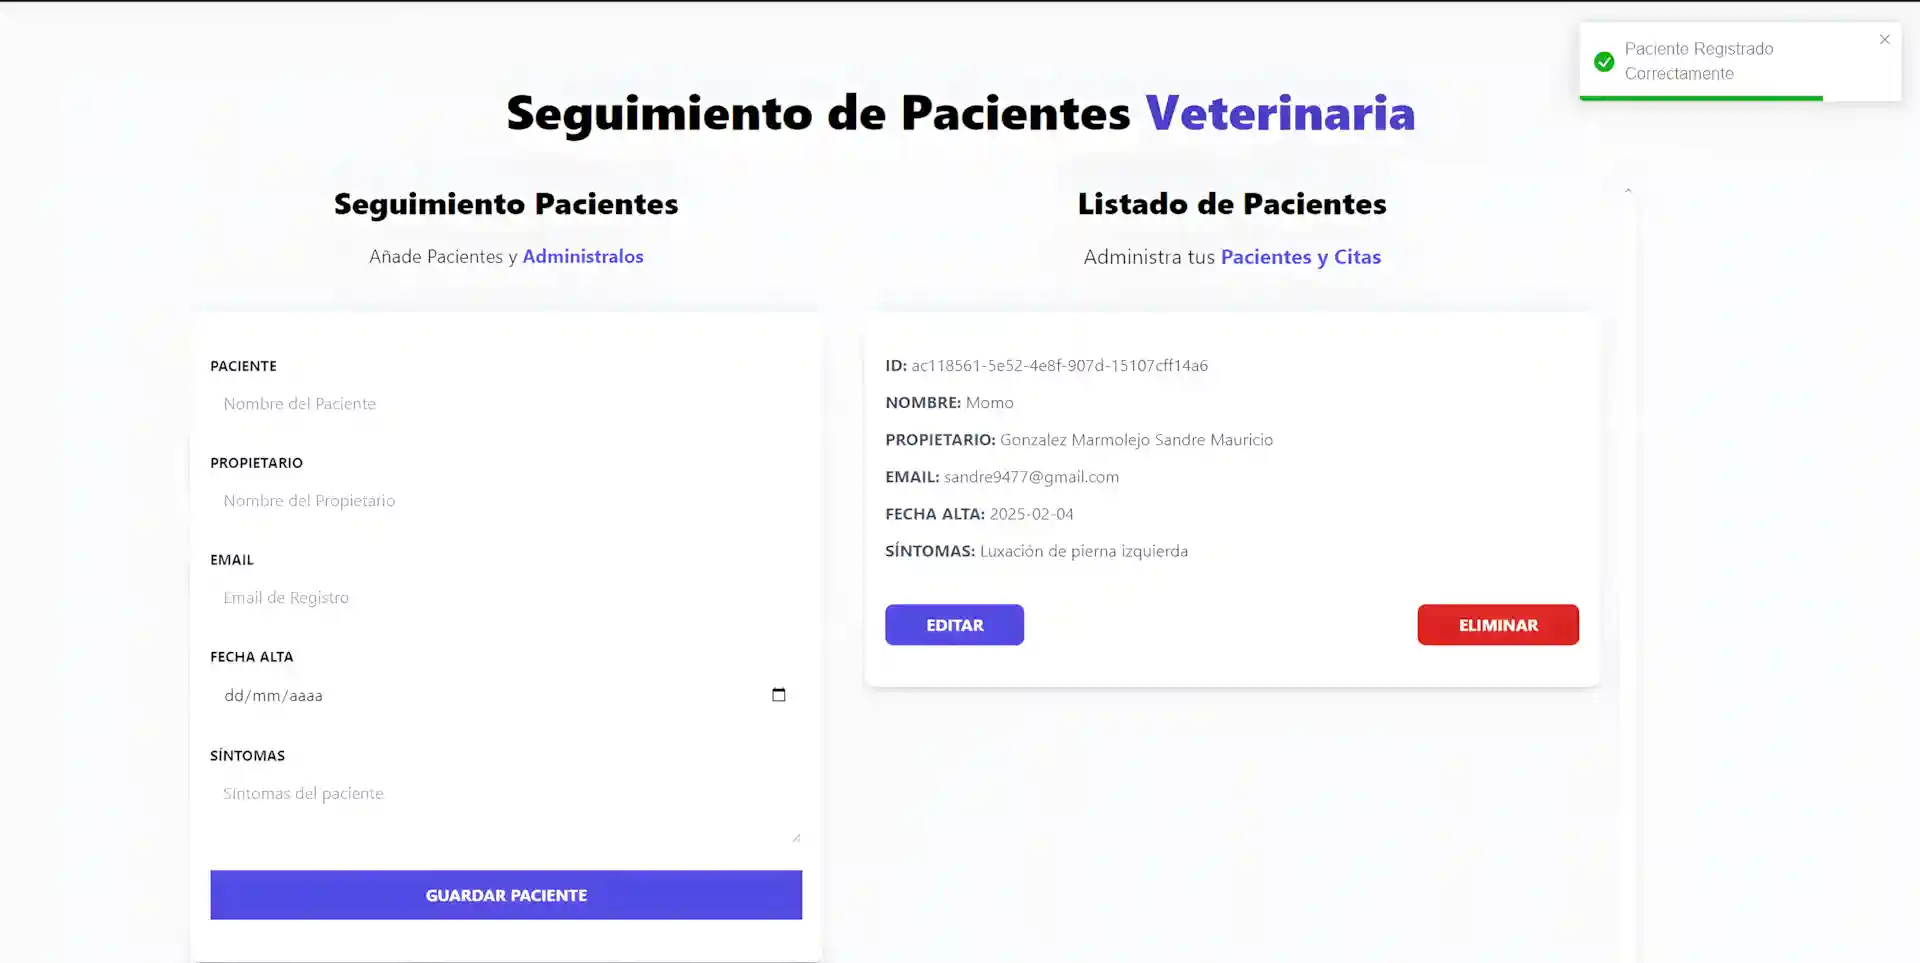 Paciente Registrado
Correctamente
Seguimiento de Pacientes Veterinaria
Seguimiento Pacientes
Añade Pacientes y Administralos
PACIENTE
Nombre del Paciente
PROPIETARIO
Nombre del Propietario
EMAIL
Email de Registro
FECHA ALTA
dd/mm/aaaa
SÍNTOMAS
Síntomas del paciente
GUARDAR PACIENTE
Listado de Pacientes
Administra tus Pacientes y Citas
ID: ac118561-5e52-4e8f-907d-15107cff14a6
NOMBRE: Momo
PROPIETARIO: Gonzalez Marmolejo Sandre Mauricio
EMAIL: sandre9477@gmail.com
FECHA ALTA: 2025-02-04
SÍNTOMAS: Luxación de pierna izquierda
EDITAR
ELIMINAR